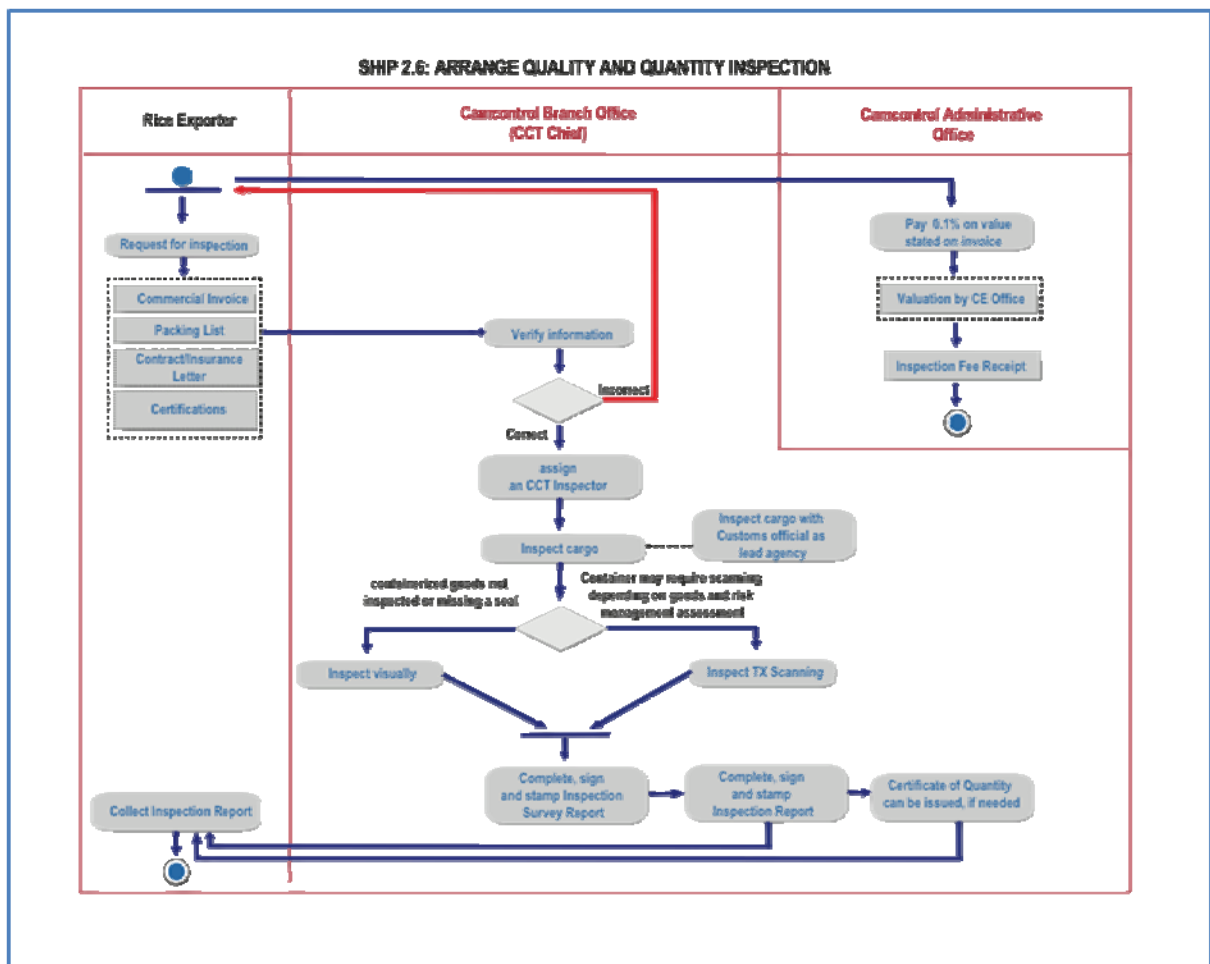 SHIP 2.6: ARRANGE QUALITY AND QUANTITY INSPECTION
Rice Exporter
Camcontrol Branch Office
(CCT Chief)
Camcontrol Administrative
Office
Request for inspection
Commercial Invoice
Packing List
Contract/Insurance
Letter
Certifications
Verify information
Incorrect
Correct
Pay 0.1% on value
stated on invoice
Valuation by CE Office
Inspection Fee Receipt
assign
an CCT Inspector
Inspect cargo
Inspect cargo with
Customs official as
lead agency
containerized goods not
inspected or missing a seal
Container may require scanning
depending on goods and risk
management assessment
Inspect visually
Inspect TX Scanning
Complete, sign
and stamp Inspection
Survey Report
Complete, sign
and stamp
Inspection Report
Certificate of Quantity
can be issued, if needed
Collect Inspection Report